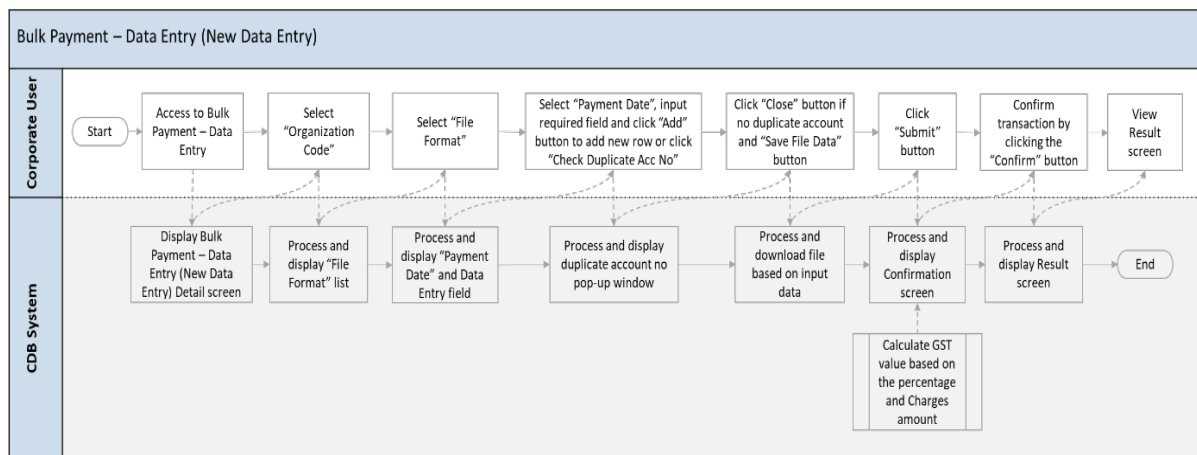 Bulk Payment – Data Entry (New Data Entry)
Corporate User
Start
Access to Bulk
Payment – Data
Entry
Select
“Organization
Code”
Select “File
Format”
Select “Payment Date”, input
required field and click “Add”
button to add new row or click
“Check Duplicate Acc No”
Click “Close” button if
no duplicate account
and “Save File Data”
button
Click
“Submit”
button
Confirm
transaction by
clicking the
“Confirm” button
View
Result
screen
CDB System
Display Bulk
Payment – Data
Entry (New Data
Entry) Detail screen
Process and
display “File
Format” list
Process and
display “Payment
Date” and Data
Entry field
Process and display
duplicate account no
pop-up window
Process and
download file
based on input
data
Process and
display
Confirmation
screen
Process and
display Result
screen
End
Calculate GST
value based on
the percentage
and Charges
amount